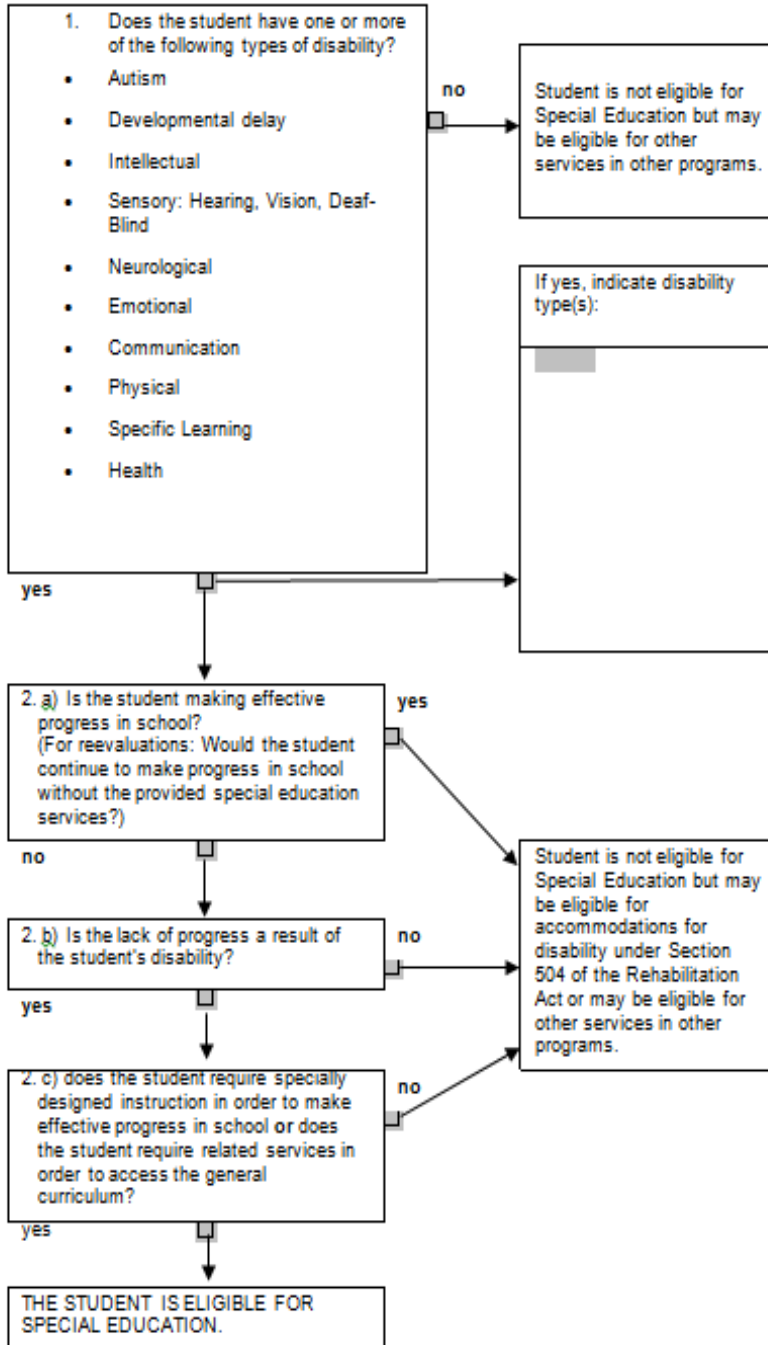 1. Does the student have one or more
of the following types of disability?
• Autism
• Developmental delay
• Intellectual
• Sensory: Hearing, Vision, Deaf-
Blind
• Neurological
• Emotional
• Communication
• Physical
• Specific Learning
• Health
no
Student is not eligible for
Special Education but may
be eligible for other
services in other programs.
If yes, indicate disability
type(s):
yes
2. a) Is the student making effective
progress in school?
(For reevaluations: Would the student
continue to make progress in school
without the provided special education
services?)
yes
no
Student is not eligible for
Special Education but may
be eligible for
accommodations for
disability under Section
504 of the Rehabilitation
Act or may be eligible for
other services in other
programs.
2. b) Is the lack of progress a result of
the student's disability?
no
yes
2. c) does the student require specially
designed instruction in order to make
effective progress in school or does
the student require related services in
order to access the general
curriculum?
no
yes
THE STUDENT IS ELIGIBLE FOR
SPECIAL EDUCATION.